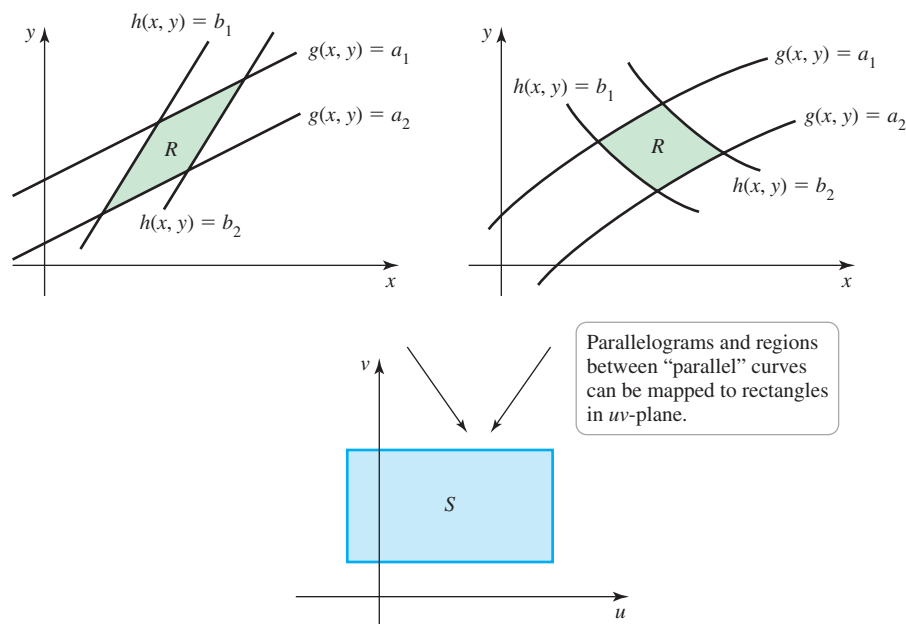 y
h(x, y) = b₁
g(x, y) = a₁
g(x, y) = a₂
R
h(x, y) = b₂
x
y
g(x, y) = a₁
h(x, y) = b₁
g(x, y) = a₂
R
h(x, y) = b₂
x
Parallelograms and regions
between “parallel” curves
can be mapped to rectangles
in uv-plane.
v
S
u